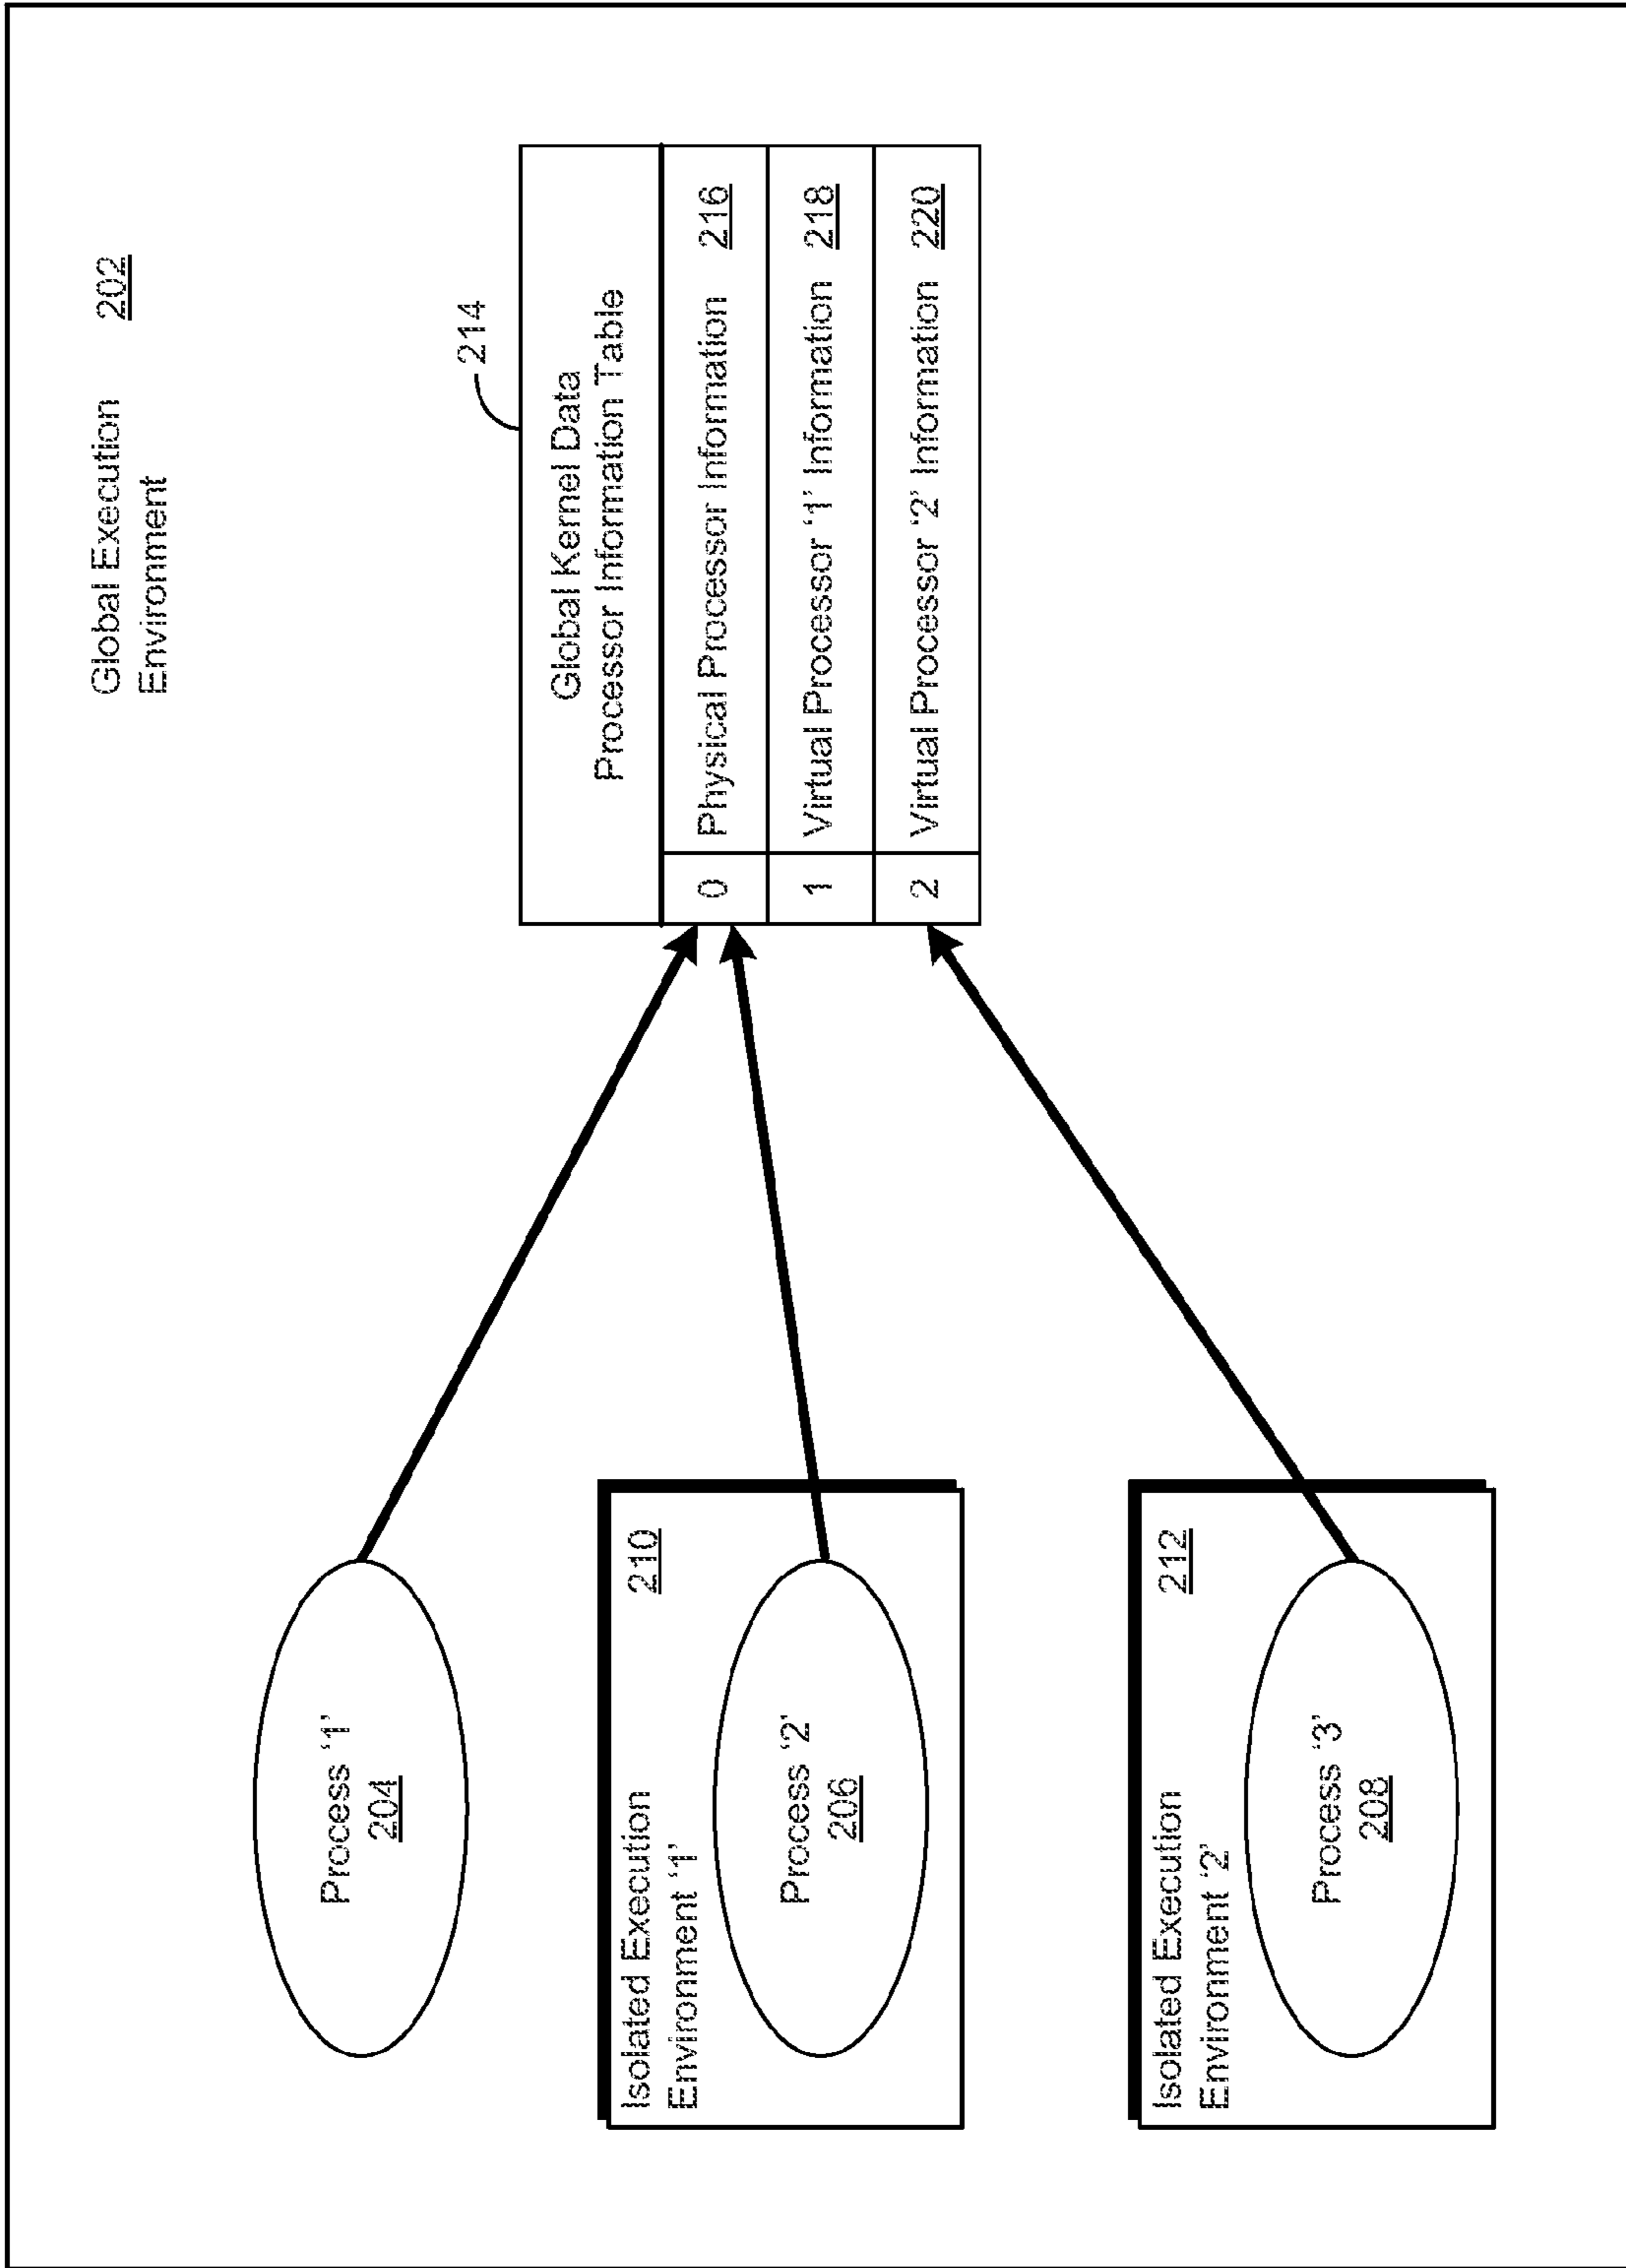 Global Execution 202
Environment
Process ‘1’
204
214
Global Kernel Data
Processor Information Table
0 Physical Processor Information 216
1 Virtual Processor ‘1’ Information 218
2 Virtual Processor ‘2’ Information 220
Isolated Execution 210
Environment ‘1’
Process ‘2’
206
Isolated Execution 212
Environment ‘2’
Process ‘3’
208